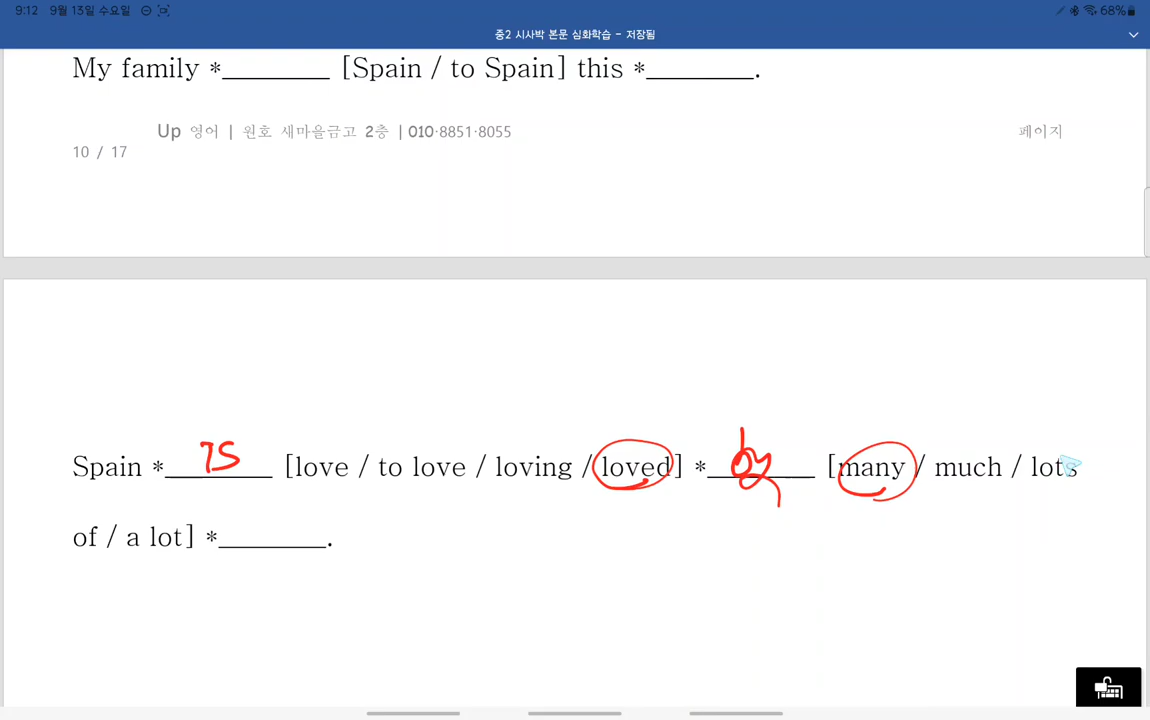 9:12 9월 13일 수요일 68%
중2 시사박 본문 심화학습 - 저장됨
My family *________ [Spain / to Spain] this *________.
Up 영어 | 원호 새마을금고 2층 | 010·8851·8055 페이지
10 / 17
Spain * is [love / to love / loving / loved] * by [many / much / lots
of / a lot] *________.